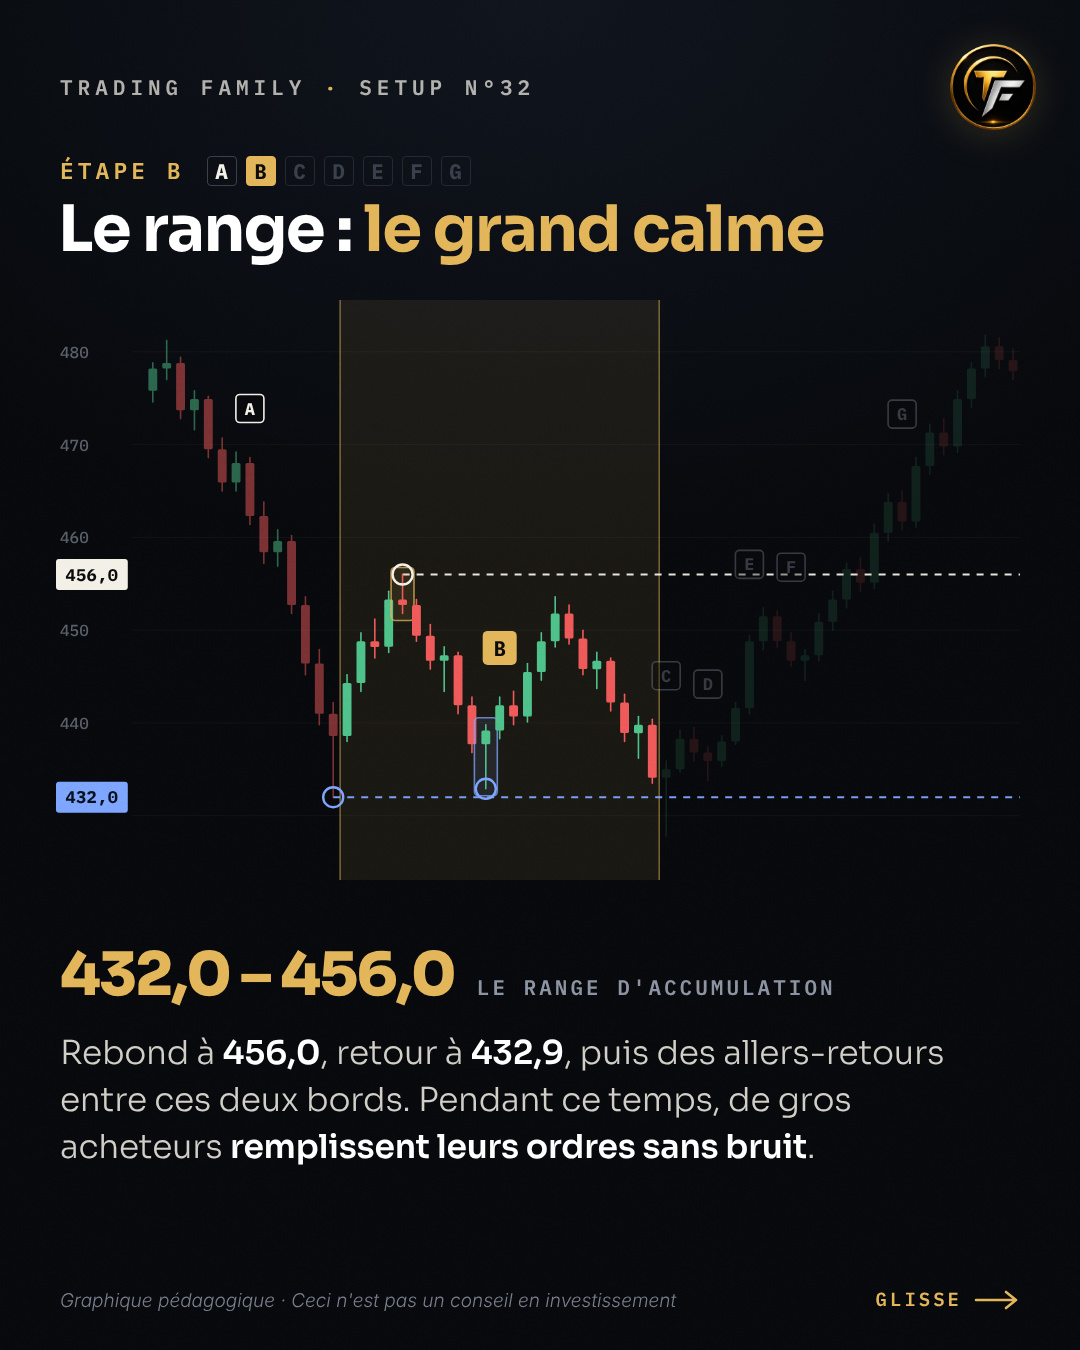 TRADING FAMILY · SETUP N°32
TF
ÉTAPE B A B C D E F G
Le range : le grand calme
480
A
G
470
460
E F
456,0
450
B
C D
440
432,0
432,0 – 456,0 LE RANGE D'ACCUMULATION
Rebond à 456,0, retour à 432,9, puis des allers-retours
entre ces deux bords. Pendant ce temps, de gros
acheteurs remplissent leurs ordres sans bruit.
Graphique pédagogique · Ceci n'est pas un conseil en investissement
GLISSE